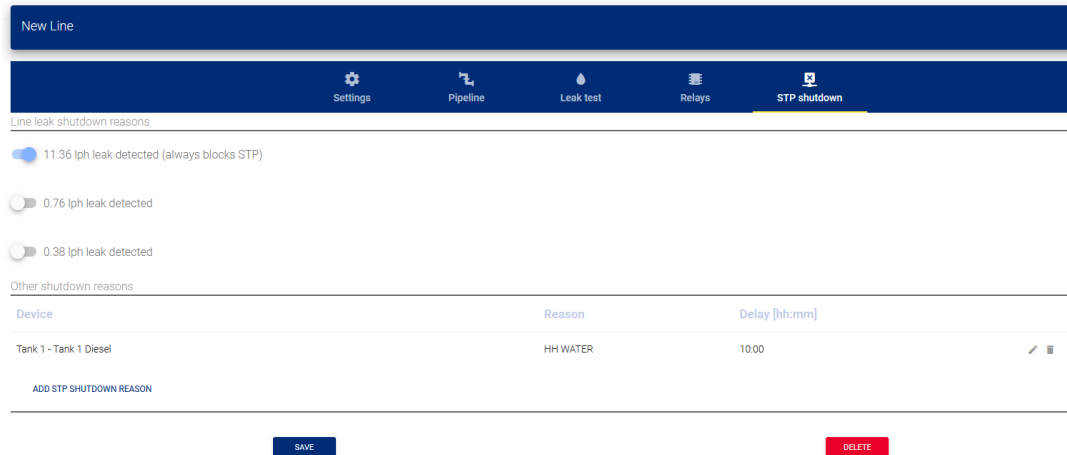 New Line
Settings Pipeline Leak test Relays STP shutdown
Line leak shutdown reasons
11.36 lph leak detected (always blocks STP)
0.76 lph leak detected
0.38 lph leak detected
Other shutdown reasons
Device Reason Delay [hh:mm]
Tank 1 - Tank 1 Diesel HH WATER 10:00
ADD STP SHUTDOWN REASON
SAVE DELETE